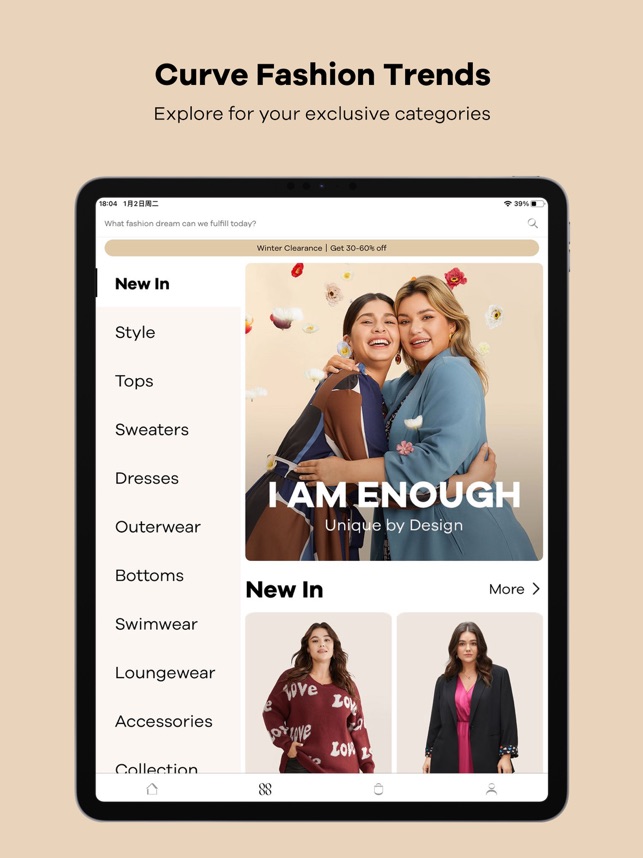 Curve Fashion Trends
Explore for your exclusive categories
18:04 1月2日周二
39%
What fashion dream can we fulfill today?
Winter Clearance | Get 30-60% off
New In
Style
Tops
Sweaters
Dresses
Outerwear
Bottoms
Swimwear
Loungewear
Accessories
Collection
I AM ENOUGH
Unique by Design
New In
More
Love
LOVE
Love
LOVE
Love